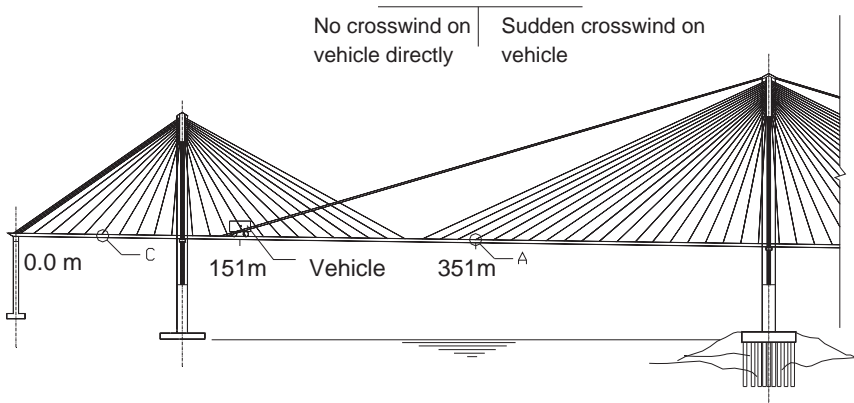 No crosswind on
vehicle directly
Sudden crosswind on
vehicle
0.0 m
C
151m
Vehicle
351m
A